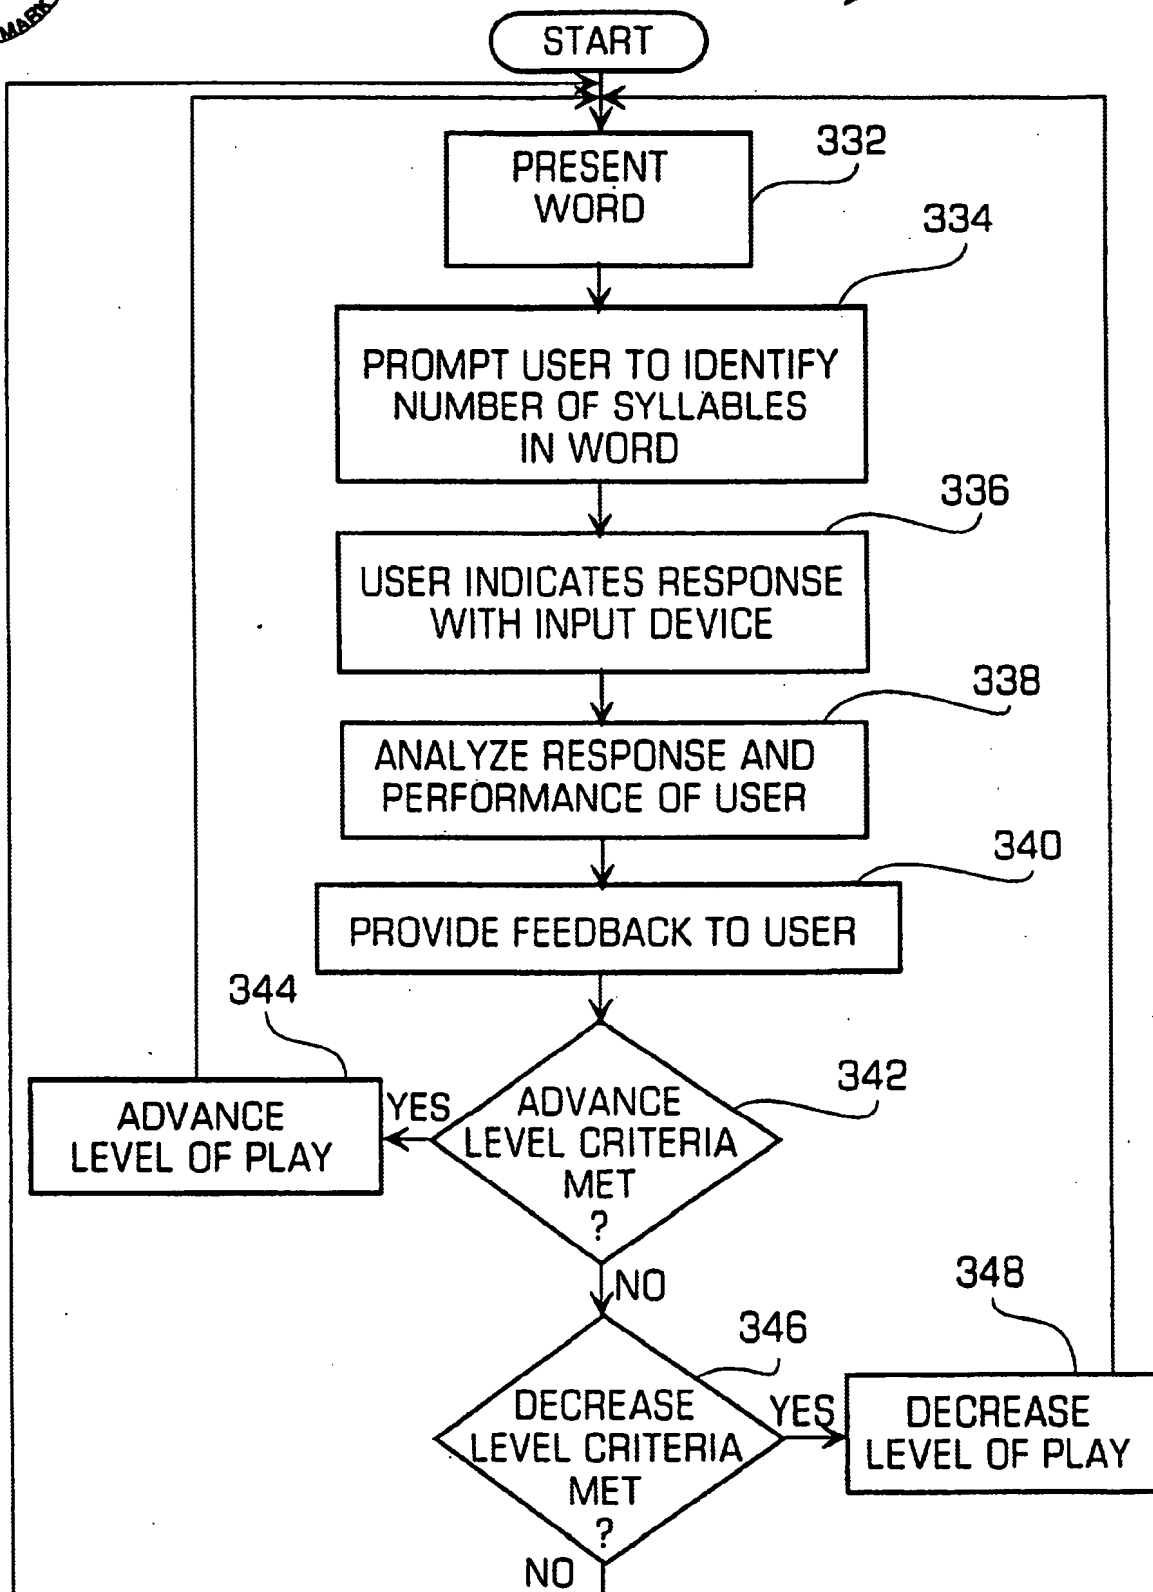 MARK
START
332
PRESENT
WORD
334
PROMPT USER TO IDENTIFY
NUMBER OF SYLLABLES
IN WORD
336
USER INDICATES RESPONSE
WITH INPUT DEVICE
338
ANALYZE RESPONSE AND
PERFORMANCE OF USER
340
PROVIDE FEEDBACK TO USER
344
342
ADVANCE
LEVEL OF PLAY
YES
ADVANCE
LEVEL CRITERIA
MET
?
NO
348
346
DECREASE
LEVEL CRITERIA
MET
?
YES
DECREASE
LEVEL OF PLAY
NO